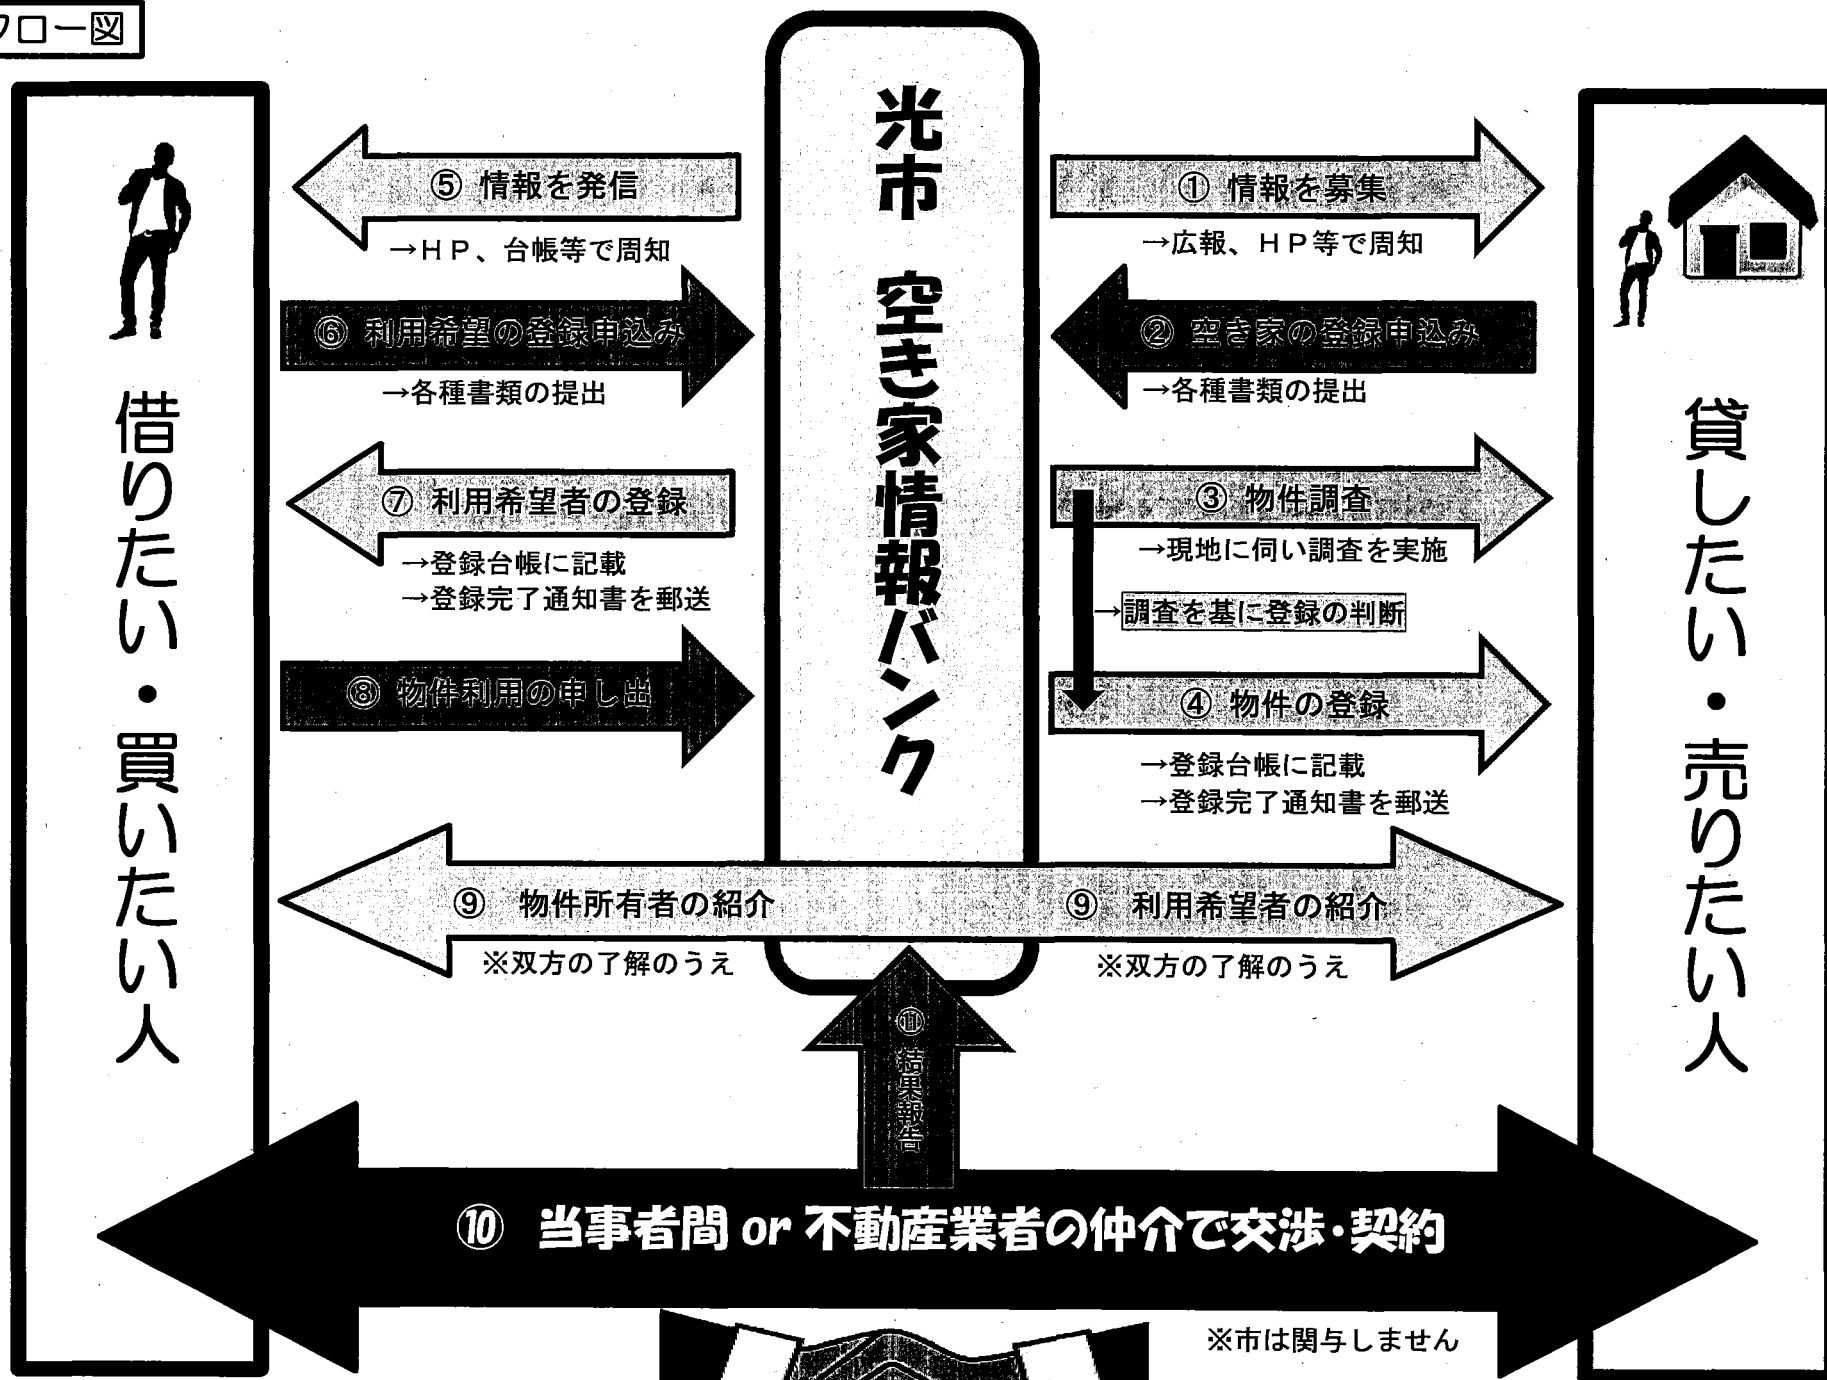 フロー図
借りたい・買いたい人
⑤ 情報を発信
→HP、台帳等で周知
⑥ 利用希望の登録申込み
→各種書類の提出
⑦ 利用希望者の登録
→登録台帳に記載
→登録完了通知書を郵送
⑧ 物件利用の申し出
光市 空き家情報バンク
① 情報を募集
→広報、HP等で周知
② 空き家の登録申込み
→各種書類の提出
③ 物件調査
→現地に伺い調査を実施
→調査を基に登録の判断
④ 物件の登録
→登録台帳に記載
→登録完了通知書を郵送
貸したい・売りたい人
⑨ 物件所有者の紹介
※双方の了解のうえ
⑨ 利用希望者の紹介
※双方の了解のうえ
⑪ 結果報告
⑩ 当事者間 or 不動産業者の仲介で交渉・契約
※市は関与しません